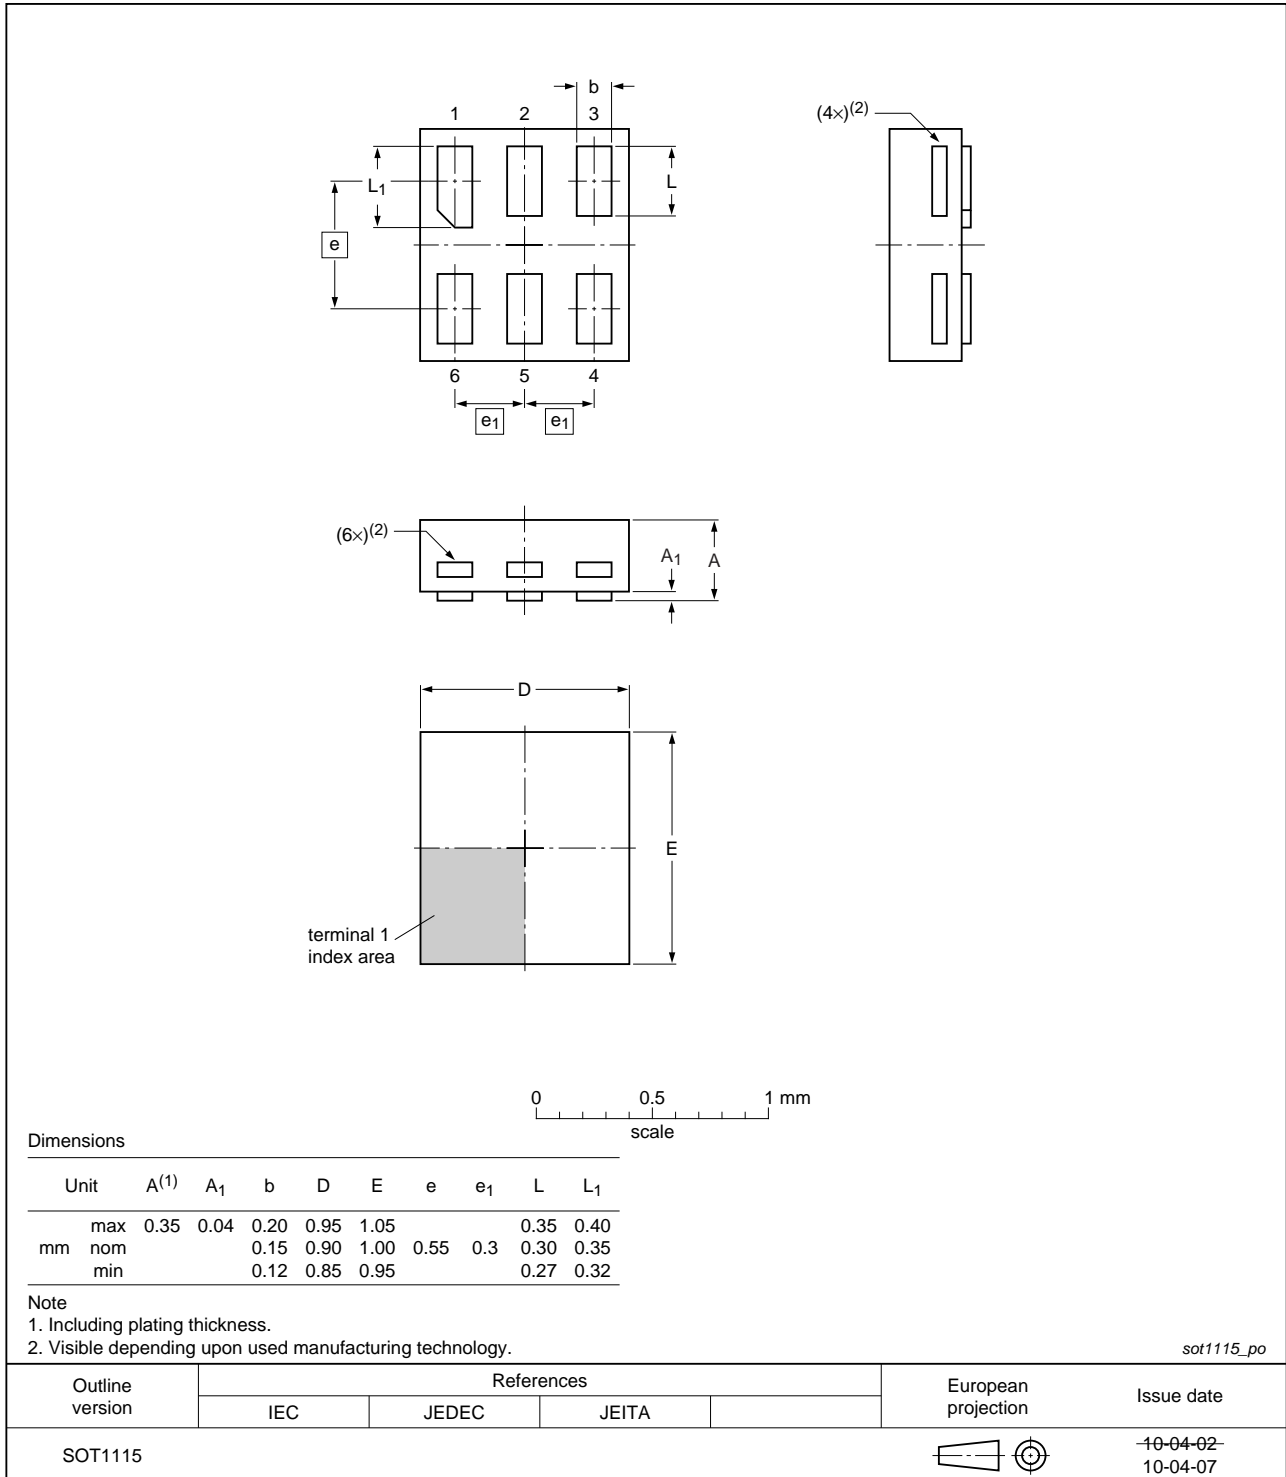 b
1 2 3
(4×)(2)
L1
L
e
6 5 4
e1 e1
(6×)(2)
A1 A
D
E
terminal 1
index area
0 0.5 1 mm
scale
Dimensions
Unit A(1) A1 b D E e e1 L L1
max 0.35 0.04 0.20 0.95 1.05 0.35 0.40
mm nom 0.15 0.90 1.00 0.55 0.3 0.30 0.35
min 0.12 0.85 0.95 0.27 0.32
Note
1. Including plating thickness.
2. Visible depending upon used manufacturing technology.
sot1115_po
Outline
version
References
IEC JEDEC JEITA
European
projection
Issue date
SOT1115
10-04-02
10-04-07